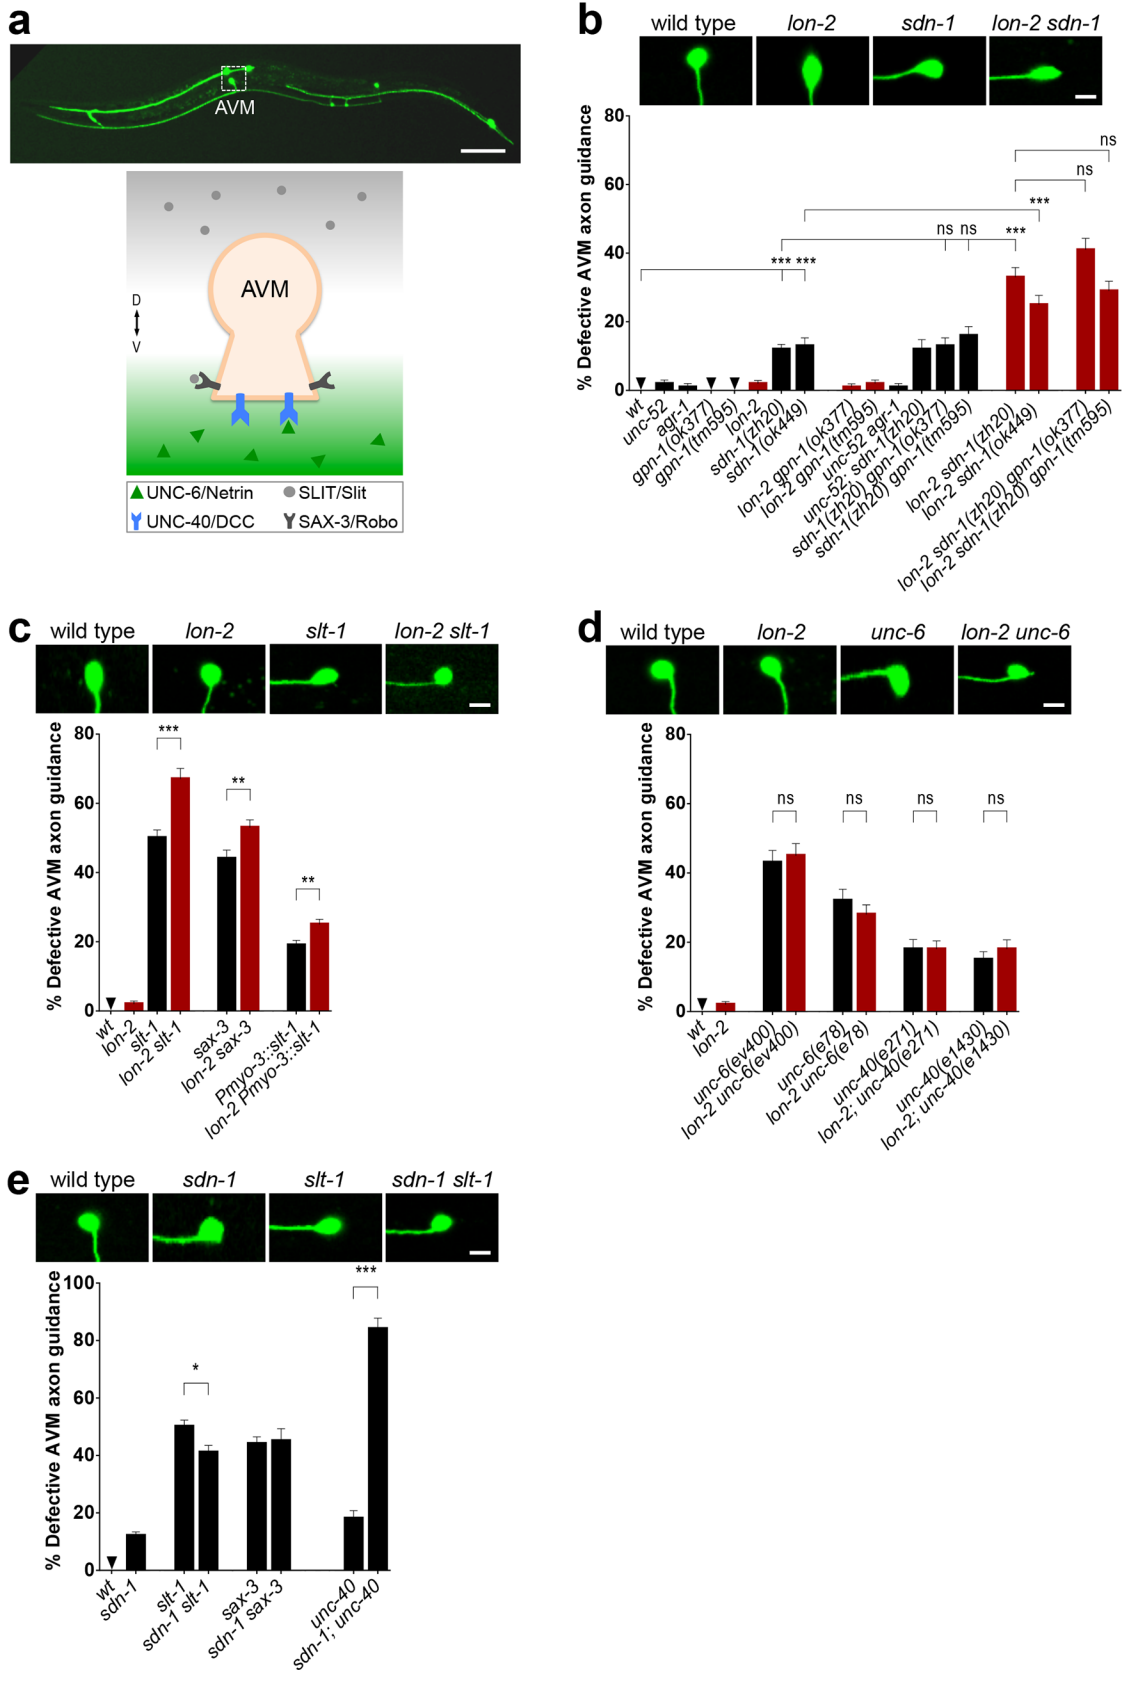 a
AVM
AVM
D
V
UNC-6/Netrin
SLIT/Slit
UNC-40/DCC
SAX-3/Robo
b
wild type
lon-2
sdn-1
lon-2 sdn-1
% Defective AVM axon guidance
80
60
40
20
0
*** ***
ns ns
***
***
ns
ns
wt
unc-52
agr-1
gpn-1(ok377)
gpn-1(tm595)
lon-2
sdn-1(zh20)
sdn-1(ok449)
lon-2 gpn-1(ok377)
lon-2 gpn-1(tm595)
unc-52 agr-1
unc-52; sdn-1(zh20)
sdn-1(zh20) gpn-1(ok377)
sdn-1(zh20) gpn-1(tm595)
lon-2 sdn-1(zh20)
lon-2 sdn-1(ok449)
lon-2 sdn-1(zh20) gpn-1(ok377)
lon-2 sdn-1(zh20) gpn-1(tm595)
c
wild type
lon-2
slt-1
lon-2 slt-1
% Defective AVM axon guidance
80
60
40
20
0
***
**
**
wt
lon-2
slt-1
lon-2 slt-1
sax-3
lon-2 sax-3
Pmyo-3::slt-1
lon-2 Pmyo-3::slt-1
d
wild type
lon-2
unc-6
lon-2 unc-6
% Defective AVM axon guidance
80
60
40
20
0
ns
ns
ns
ns
wt
lon-2
unc-6(ev400)
lon-2 unc-6(ev400)
unc-6(e78)
lon-2 unc-6(e78)
unc-40(e271)
lon-2; unc-40(e271)
unc-40(e1430)
lon-2; unc-40(e1430)
e
wild type
sdn-1
slt-1
sdn-1 slt-1
% Defective AVM axon guidance
100
80
60
40
20
0
*
***
wt
sdn-1
slt-1
sdn-1 slt-1
sax-3
sdn-1 sax-3
unc-40
sdn-1; unc-40